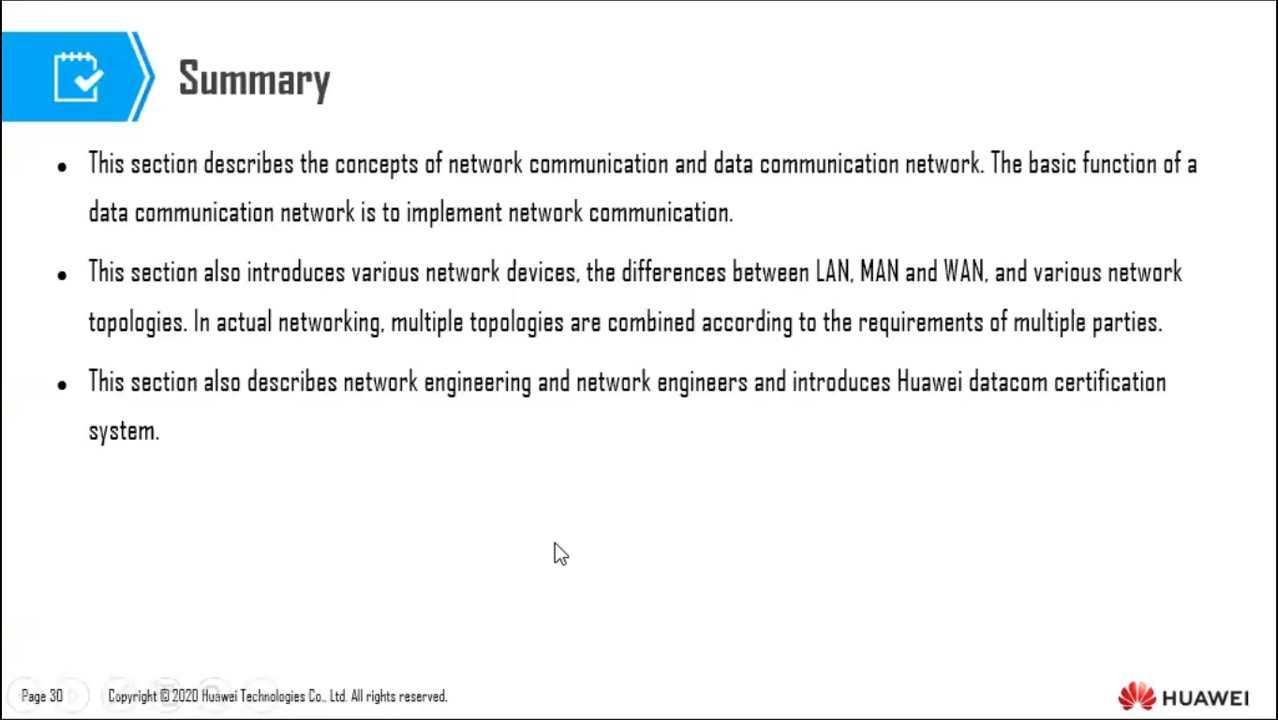 Summary
• This section describes the concepts of network communication and data communication network. The basic function of a
data communication network is to implement network communication.
• This section also introduces various network devices, the differences between LAN, MAN and WAN, and various network
topologies. In actual networking, multiple topologies are combined according to the requirements of multiple parties.
• This section also describes network engineering and network engineers and introduces Huawei datacom certification
system.
Page 30 Copyright © 2020 Huawei Technologies Co., Ltd. All rights reserved.
HUAWEI